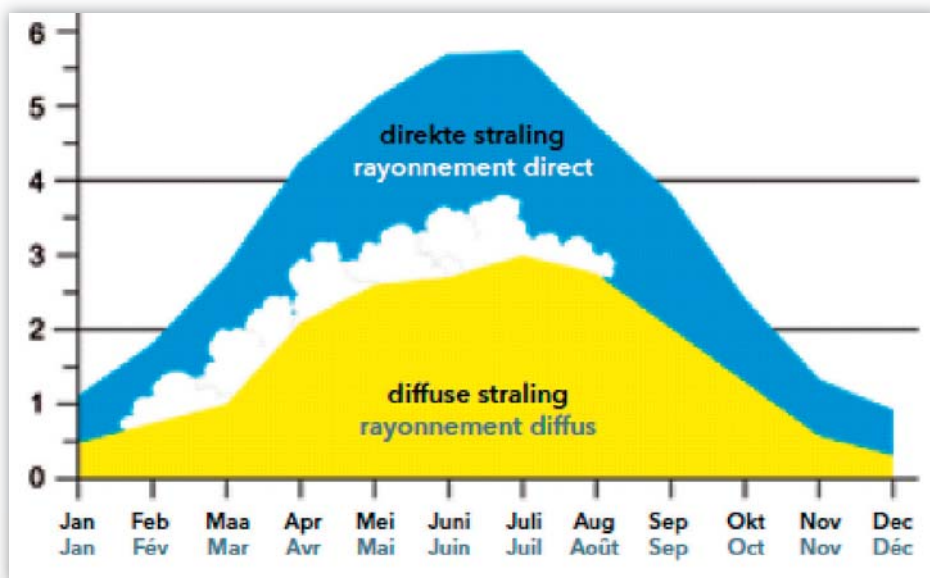 6
5
4
3
2
1
0
direkte straling
rayonnement direct
diffuse straling
rayonnement diffus
Jan Feb Maa Apr Mei Juni Juli Aug Sep Okt Nov Dec
Jan Fév Mar Avr Mai Juin Juil Août Sep Oct Nov Déc